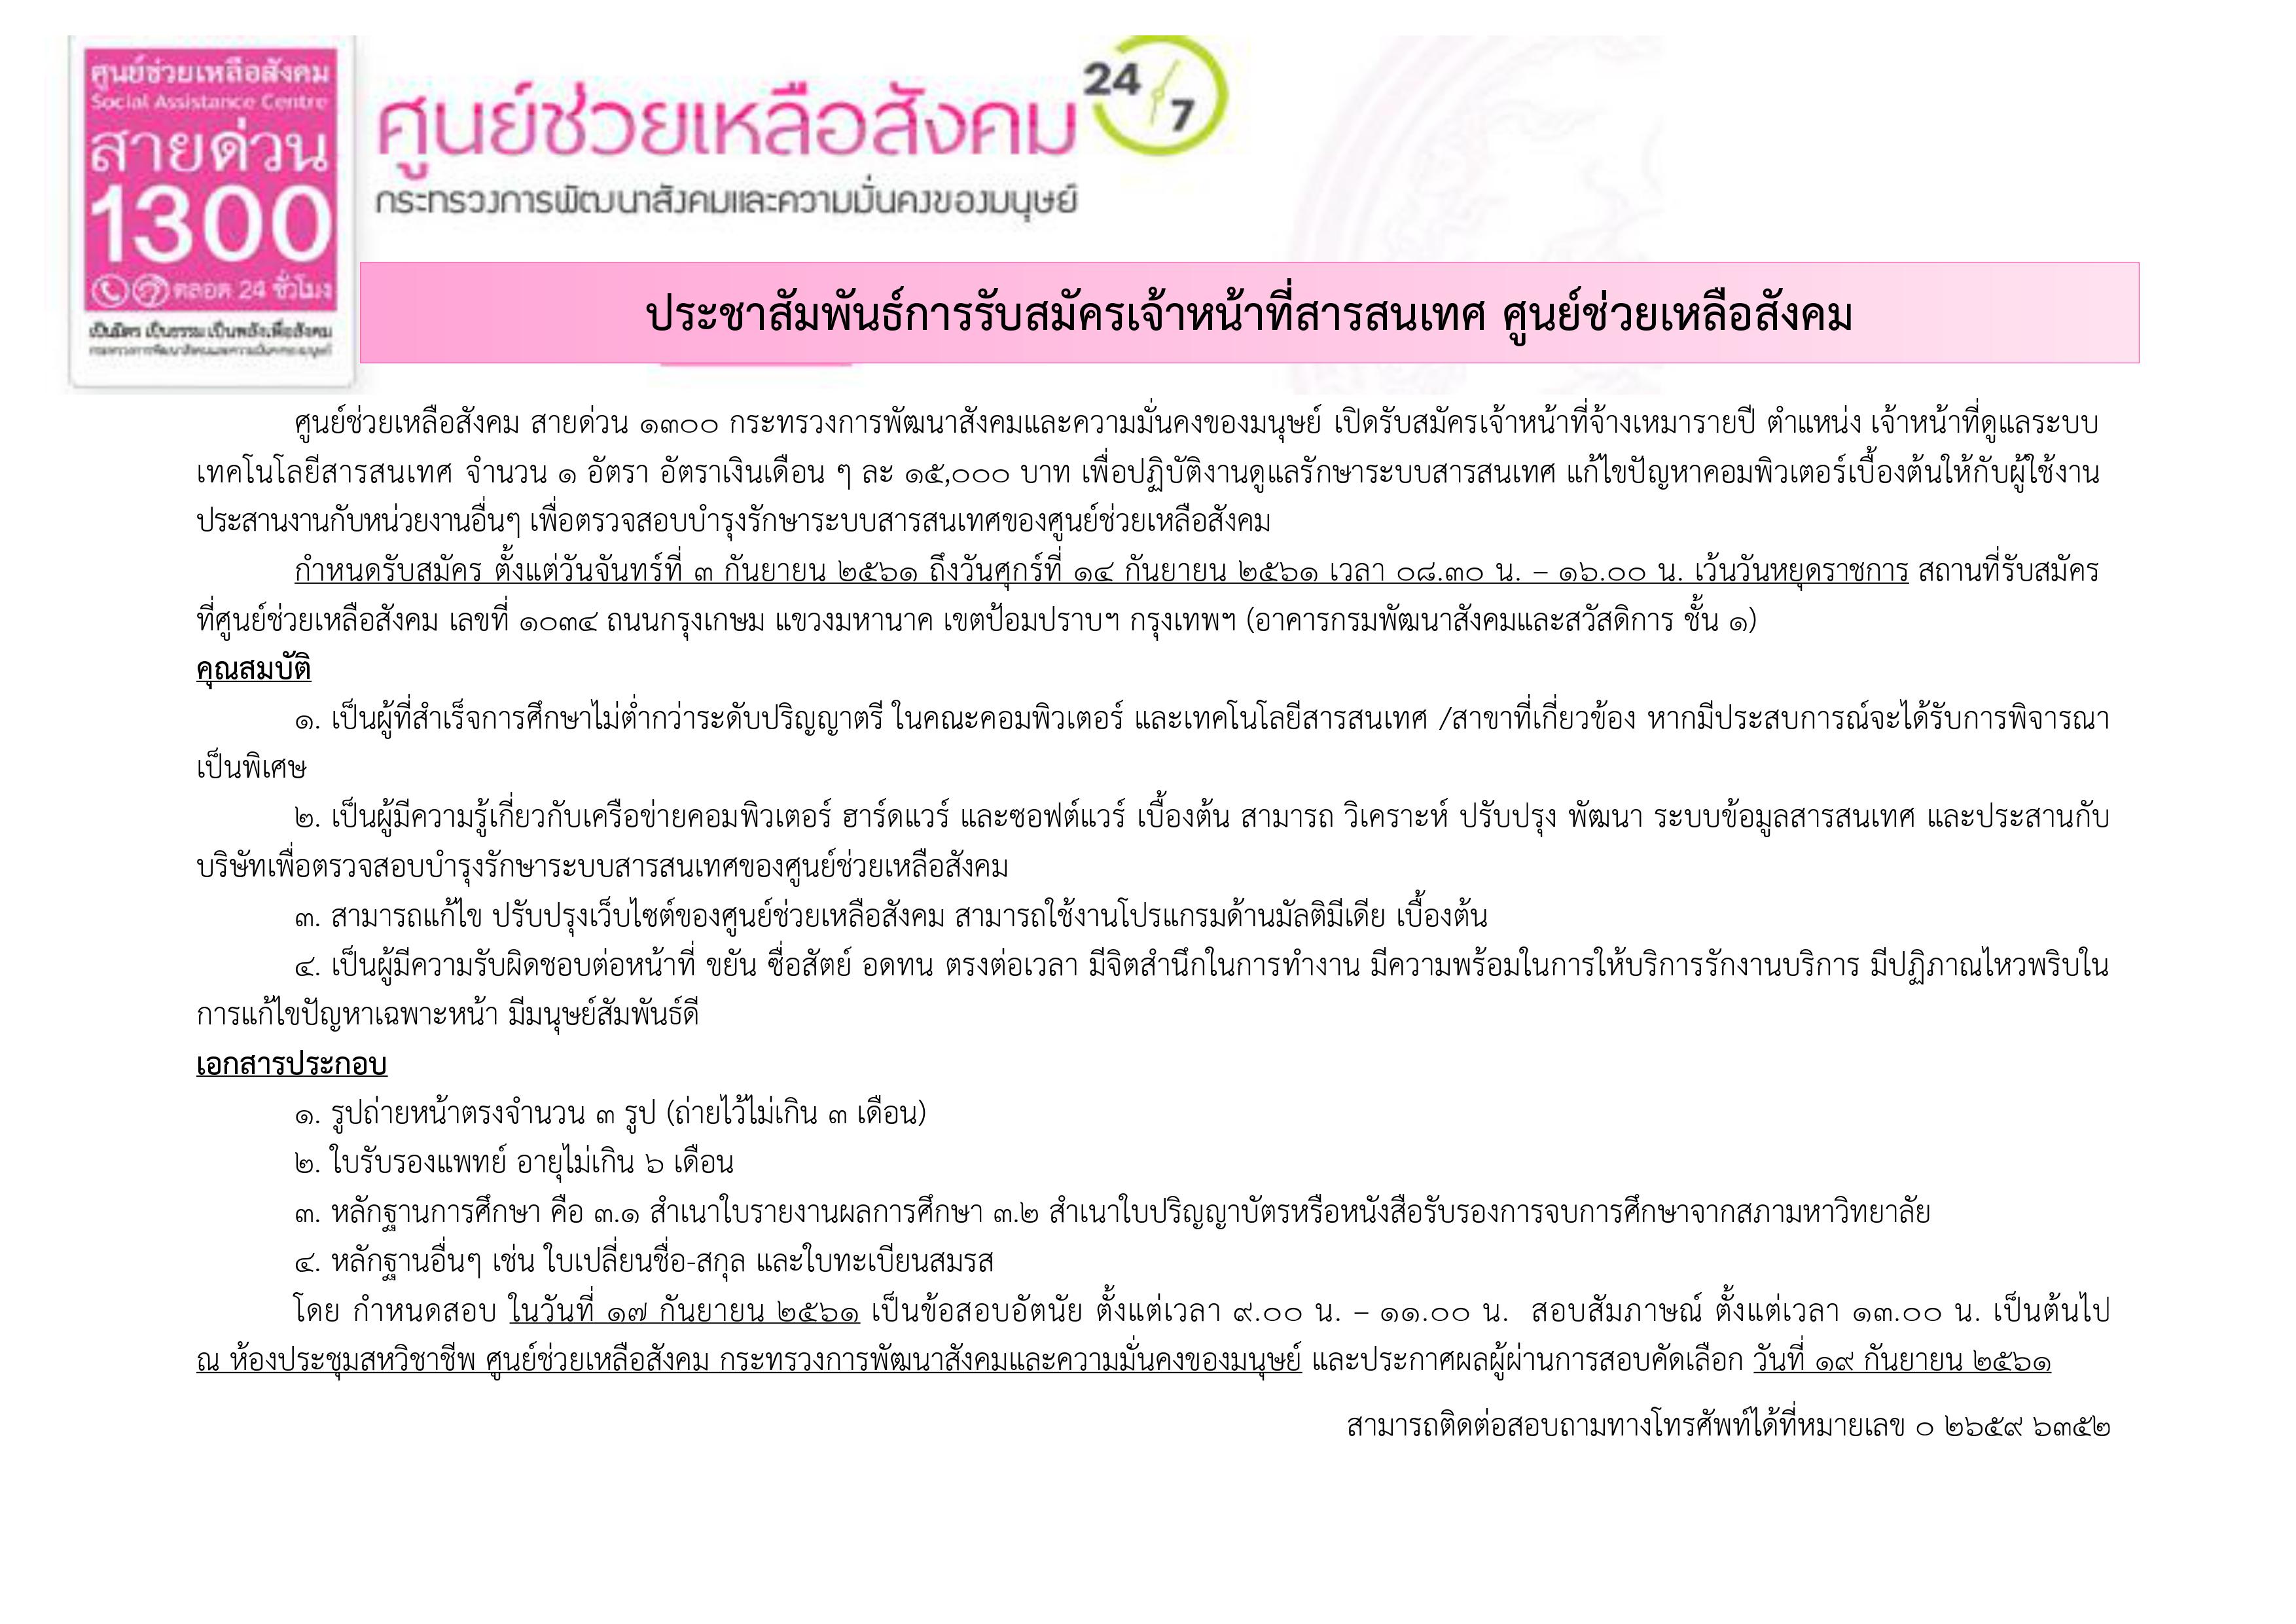 ศูนย์ช่วยเหลือสังคม
Social Assistance Centre
สายด่วน
1300
ตลอด 24 ชั่วโมง
เป็นมิตร เป็นธรรม เป็นพลังเพื่อสังคม
กระทรวงการพัฒนาสังคมและความมั่นคงของมนุษย์
ศูนย์ช่วยเหลือสังคม
24
7
กระทรวงการพัฒนาสังคมและความมั่นคงของมนุษย์
ประชาสัมพันธ์การรับสมัครเจ้าหน้าที่สารสนเทศ ศูนย์ช่วยเหลือสังคม
ศูนย์ช่วยเหลือสังคม สายด่วน ๑๓๐๐ กระทรวงการพัฒนาสังคมและความมั่นคงของมนุษย์ เปิดรับสมัครเจ้าหน้าที่จ้างเหมารายปี ตำแหน่ง เจ้าหน้าที่ดูแลระบบ
เทคโนโลยีสารสนเทศ จำนวน ๑ อัตรา อัตราเงินเดือน ๆ ละ ๑๕,๐๐๐ บาท เพื่อปฏิบัติงานดูแลรักษาระบบสารสนเทศ แก้ไขปัญหาคอมพิวเตอร์เบื้องต้นให้กับผู้ใช้งาน
ประสานงานกับหน่วยงานอื่นๆ เพื่อตรวจสอบบำรุงรักษาระบบสารสนเทศของศูนย์ช่วยเหลือสังคม
กำหนดรับสมัคร ตั้งแต่วันจันทร์ที่ ๓ กันยายน ๒๕๖๑ ถึงวันศุกร์ที่ ๑๔ กันยายน ๒๕๖๑ เวลา ๐๘.๓๐ น. – ๑๖.๐๐ น. เว้นวันหยุดราชการ สถานที่รับสมัคร
ที่ศูนย์ช่วยเหลือสังคม เลขที่ ๑๐๓๔ ถนนกรุงเกษม แขวงมหานาค เขตป้อมปราบฯ กรุงเทพฯ (อาคารกรมพัฒนาสังคมและสวัสดิการ ชั้น ๑)
คุณสมบัติ
๑. เป็นผู้ที่สำเร็จการศึกษาไม่ต่ำกว่าระดับปริญญาตรี ในคณะคอมพิวเตอร์ และเทคโนโลยีสารสนเทศ /สาขาที่เกี่ยวข้อง หากมีประสบการณ์จะได้รับการพิจารณา
เป็นพิเศษ
๒. เป็นผู้มีความรู้เกี่ยวกับเครือข่ายคอมพิวเตอร์ ฮาร์ดแวร์ และซอฟต์แวร์ เบื้องต้น สามารถ วิเคราะห์ ปรับปรุง พัฒนา ระบบข้อมูลสารสนเทศ และประสานกับ
บริษัทเพื่อตรวจสอบบำรุงรักษาระบบสารสนเทศของศูนย์ช่วยเหลือสังคม
๓. สามารถแก้ไข ปรับปรุงเว็บไซต์ของศูนย์ช่วยเหลือสังคม สามารถใช้งานโปรแกรมด้านมัลติมีเดีย เบื้องต้น
๔. เป็นผู้มีความรับผิดชอบต่อหน้าที่ ขยัน ซื่อสัตย์ อดทน ตรงต่อเวลา มีจิตสำนึกในการทำงาน มีความพร้อมในการให้บริการรักงานบริการ มีปฏิภาณไหวพริบใน
การแก้ไขปัญหาเฉพาะหน้า มีมนุษย์สัมพันธ์ดี
เอกสารประกอบ
๑. รูปถ่ายหน้าตรงจำนวน ๓ รูป (ถ่ายไว้ไม่เกิน ๓ เดือน)
๒. ใบรับรองแพทย์ อายุไม่เกิน ๖ เดือน
๓. หลักฐานการศึกษา คือ ๓.๑ สำเนาใบรายงานผลการศึกษา ๓.๒ สำเนาใบปริญญาบัตรหรือหนังสือรับรองการจบการศึกษาจากสภามหาวิทยาลัย
๔. หลักฐานอื่นๆ เช่น ใบเปลี่ยนชื่อ-สกุล และใบทะเบียนสมรส
โดย กำหนดสอบ ในวันที่ ๑๗ กันยายน ๒๕๖๑ เป็นข้อสอบอัตนัย ตั้งแต่เวลา ๙.๐๐ น. – ๑๑.๐๐ น. สอบสัมภาษณ์ ตั้งแต่เวลา ๑๓.๐๐ น. เป็นต้นไป
ณ ห้องประชุมสหวิชาชีพ ศูนย์ช่วยเหลือสังคม กระทรวงการพัฒนาสังคมและความมั่นคงของมนุษย์ และประกาศผลผู้ผ่านการสอบคัดเลือก วันที่ ๑๙ กันยายน ๒๕๖๑
สามารถติดต่อสอบถามทางโทรศัพท์ได้ที่หมายเลข ๐ ๒๖๕๙ ๖๓๕๒